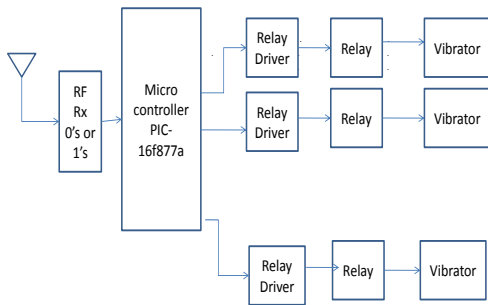 RF
Rx
0's or
1's
Micro
controller
PIC-
16f877a
Relay
Driver
Relay
Vibrator
Relay
Driver
Relay
Vibrator
Relay
Driver
Relay
Vibrator